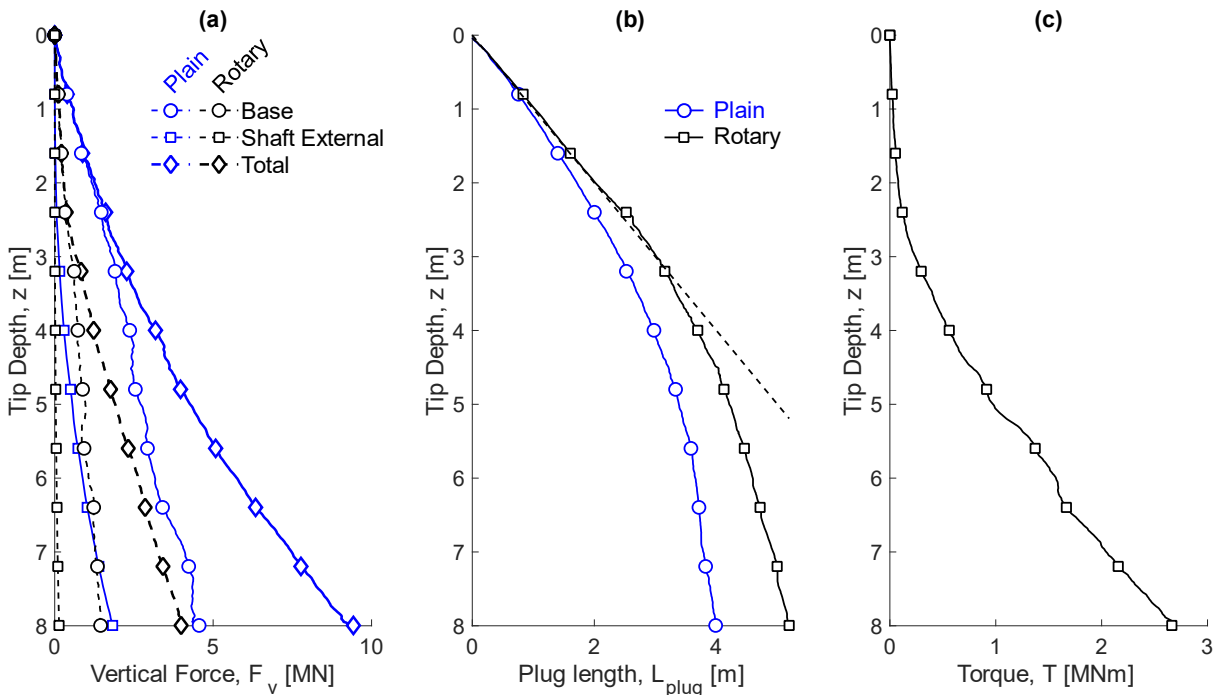 (a)
Plain
Rotary
Base
Shaft External
Total
0
1
2
3
4
5
6
7
8
Tip Depth, z [m]
0
5
10
Vertical Force, F_v [MN]
(b)
Plain
Rotary
0
1
2
3
4
5
6
7
8
Tip Depth, z [m]
0
2
4
Plug length, L_plug [m]
(c)
0
1
2
3
4
5
6
7
8
Tip Depth, z [m]
0
1
2
3
Torque, T [MNm]